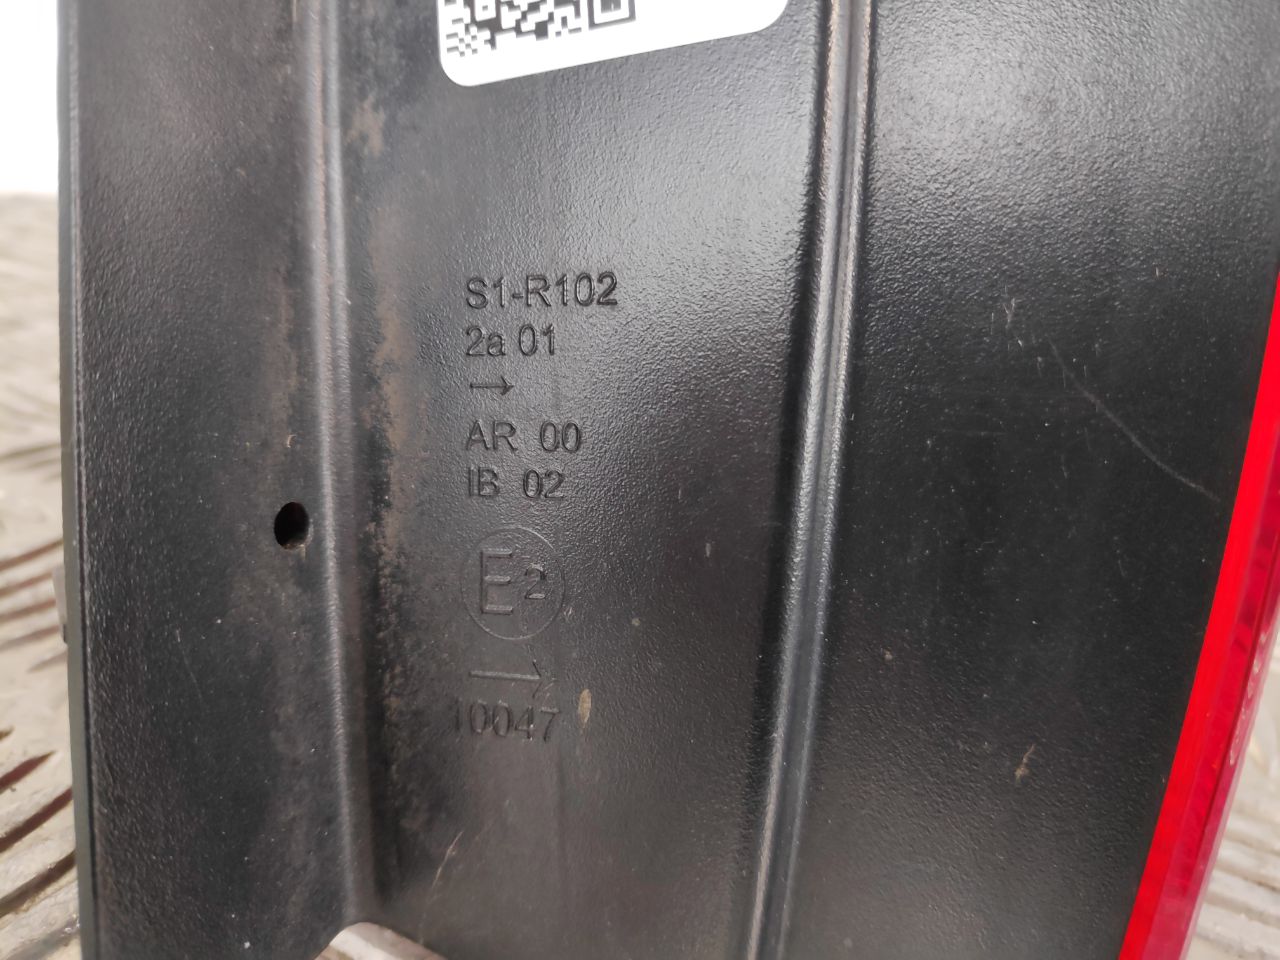 S1-R102
2a 01
→
AR 00
IB 02
E2
→
10047